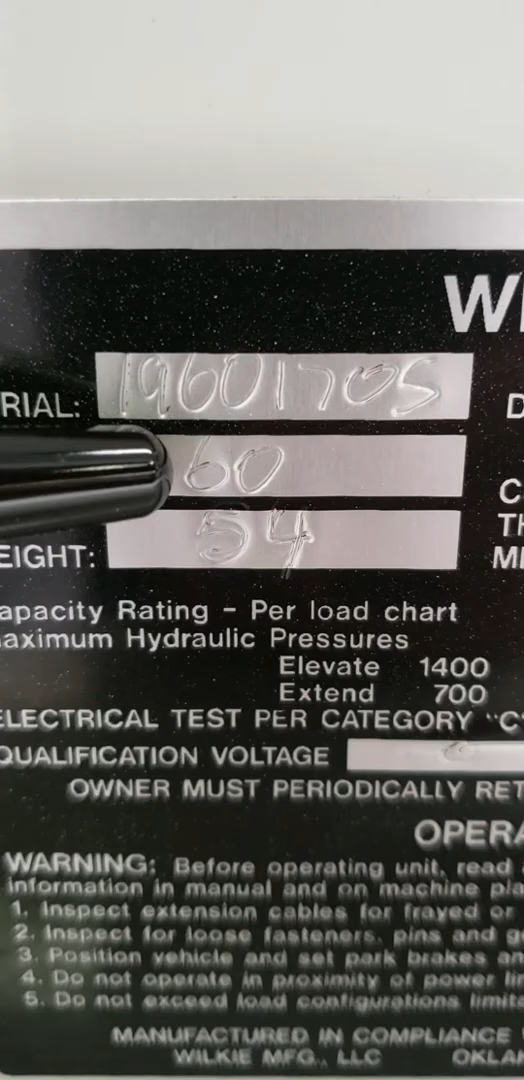 WI
RIAL: 19601705 D
60 C
TH
EIGHT: 54 ME
apacity Rating - Per load chart
aximum Hydraulic Pressures
Elevate 1400
Extend 700
ELECTRICAL TEST PER CATEGORY "C"
QUALIFICATION VOLTAGE
OWNER MUST PERIODICALLY RET
OPERA
WARNING: Before operating unit, read
information in manual and on machine pla
1. Inspect extension cables for frayed or
2. Inspect for loose fasteners, pins and ge
3. Position vehicle and set park brakes an
4. Do not operate in proximity of power li
5. Do not exceed load configurations limita
MANUFACTURED IN COMPLIANCE
WILKIE MFG., LLC OKLA